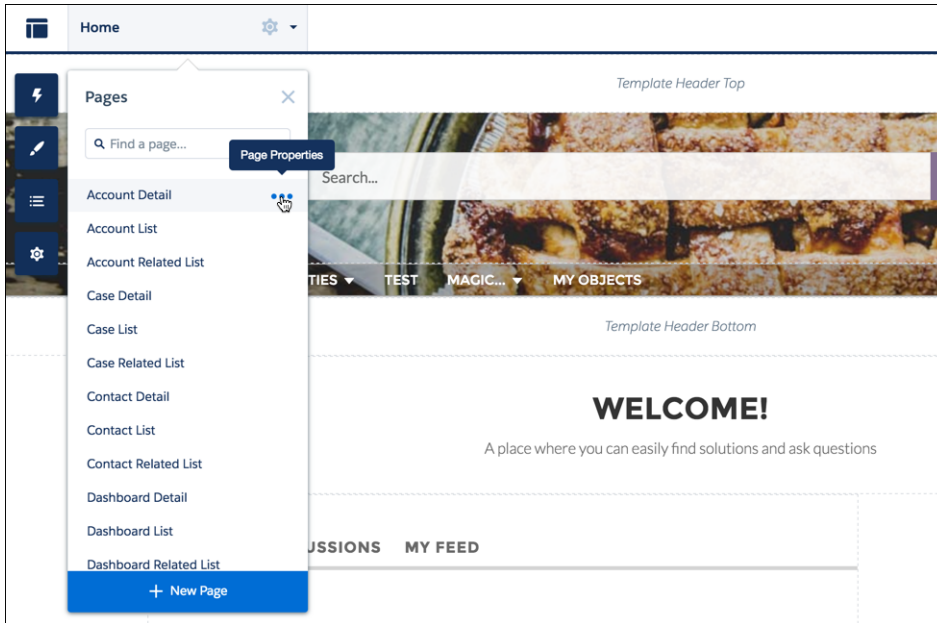 Home
Template Header Top
Pages
Find a page...
Page Properties
Search...
Account Detail
Account List
Account Related List
TEST MAGIC... MY OBJECTS
Case Detail
Case List
Template Header Bottom
Case Related List
Contact Detail
WELCOME!
Contact List
A place where you can easily find solutions and ask questions
Contact Related List
Dashboard Detail
Dashboard List
MY FEED
Dashboard Related List
New Page